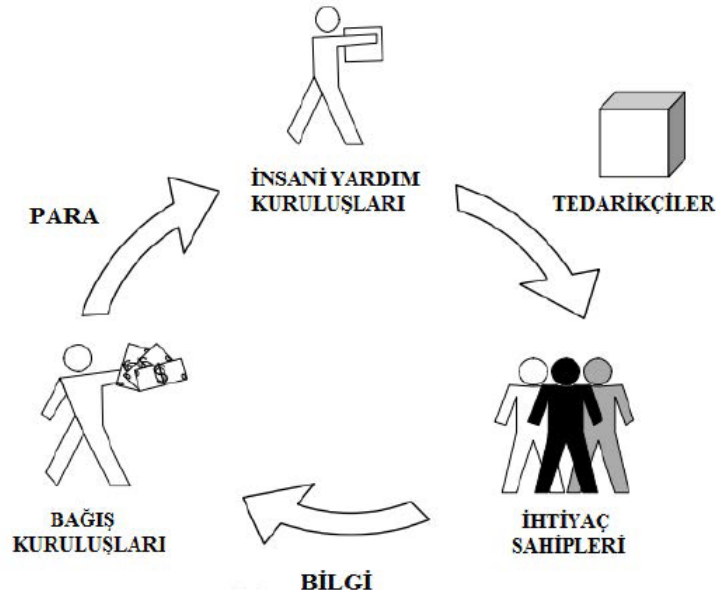 İNSANİ YARDIM
KURULUŞLARI
TEDARİKÇİLER
PARA
BAĞIŞ
KURULUŞLARI
İHTİYAÇ
SAHİPLERİ
BİLGİ